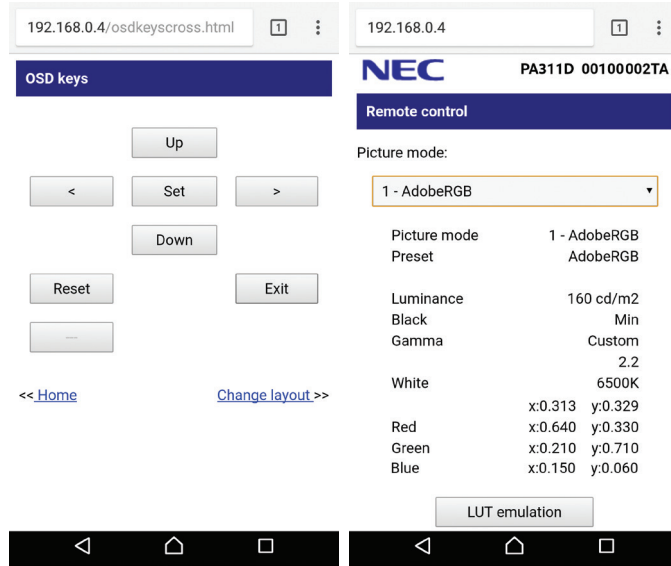 192.168.0.4/osdkeyscross.html 1
OSD keys
Up
< Set >
Down
Reset Exit
---
<< Home Change layout >>
192.168.0.4 1
NEC PA311D 00100002TA
Remote control
Picture mode:
1 - AdobeRGB
Picture mode 1 - AdobeRGB
Preset AdobeRGB
Luminance 160 cd/m2
Black Min
Gamma Custom
2.2
White 6500K
x:0.313 y:0.329
Red x:0.640 y:0.330
Green x:0.210 y:0.710
Blue x:0.150 y:0.060
LUT emulation